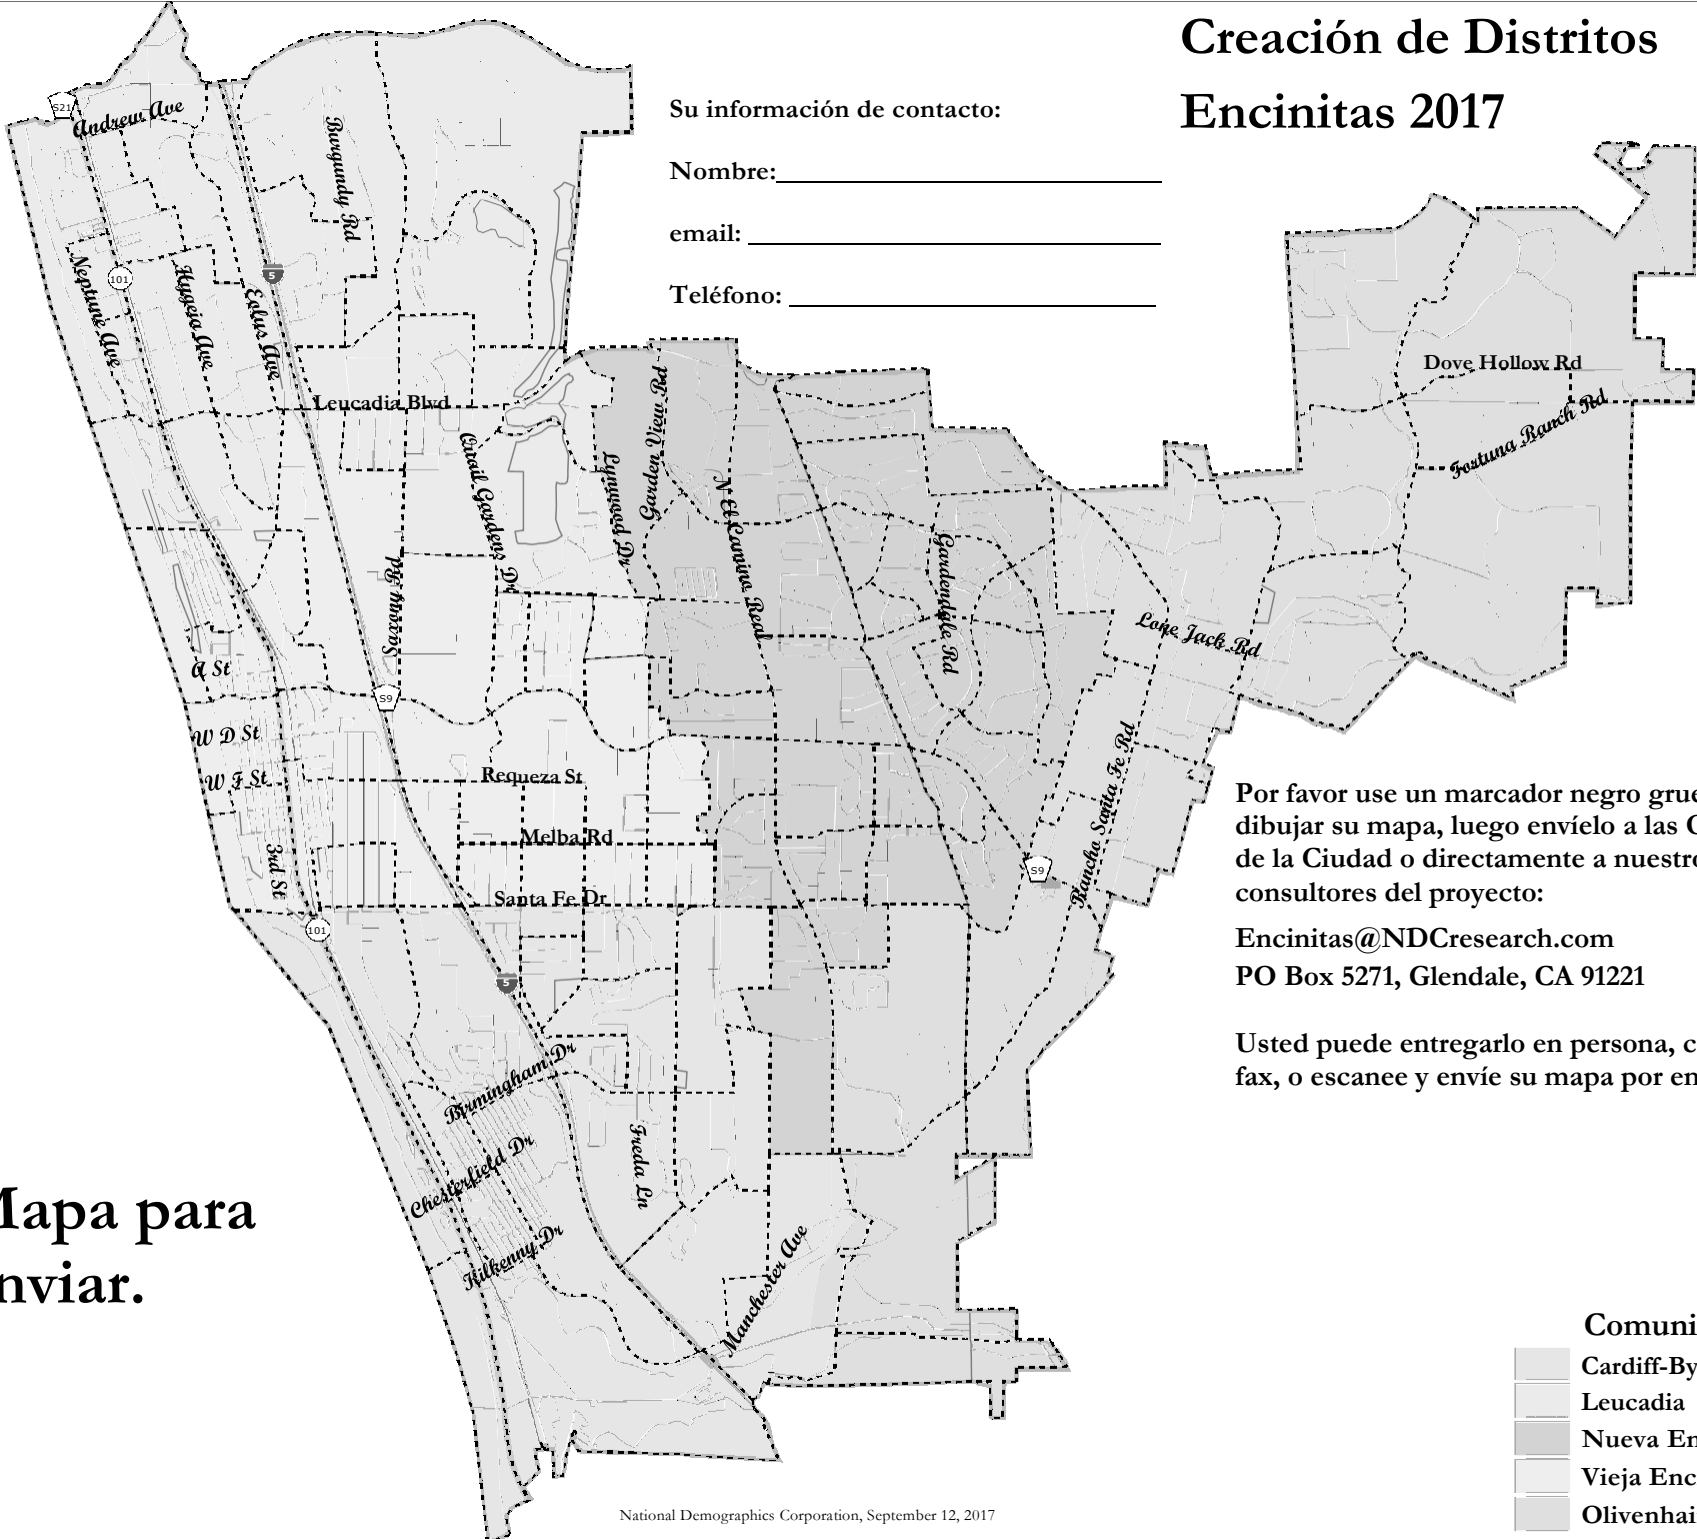 Creación de Distritos
Encinitas 2017
Su información de contacto:
Nombre:
email:
Teléfono:
S21
Andrew Ave
Burgundy Rd
Neptune Ave
101
Hygeia Ave
Eolus Ave
5
Leucadia Blvd
Quail Gardens Dr
Lynwood Dr
Garden View Rd
N El Camino Real
Gardendale Rd
Dove Hollow Rd
Fortuna Ranch Rd
Lone Jack Rd
Saxony Rd
A St
S9
W D St
W F St
Requeza St
Melba Rd
3rd St
Santa Fe Dr
101
5
S9
Rancho Santa Fe Rd
Birmingham Dr
Chesterfield Dr
Freda Ln
Kilkenny Dr
Manchester Ave
Por favor use un marcador negro grue
dibujar su mapa, luego envíelo a las
de la Ciudad o directamente a nuestro
consultores del proyecto:
Encinitas@NDCresearch.com
PO Box 5271, Glendale, CA 91221
Usted puede entregarlo en persona, c
fax, o escanee y envíe su mapa por en
Mapa para
nviar.
Comuni
Cardiff-By
Leucadia
Nueva En
Vieja Enc
Olivenhai
National Demographics Corporation, September 12, 2017